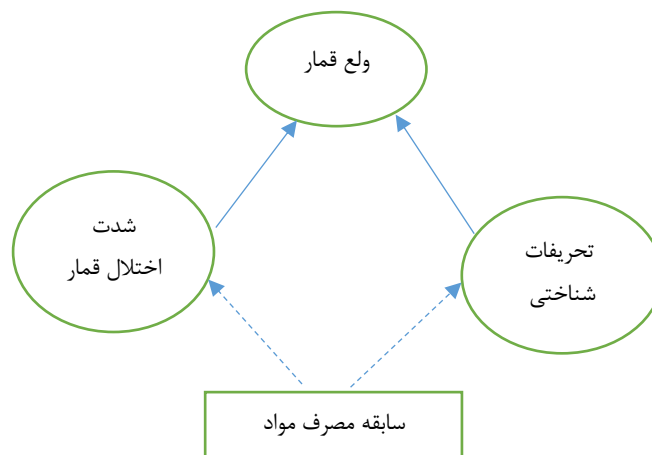 ولع قمار
شدت
اختلال قمار
تحریفات
شناختی
سابقه مصرف مواد